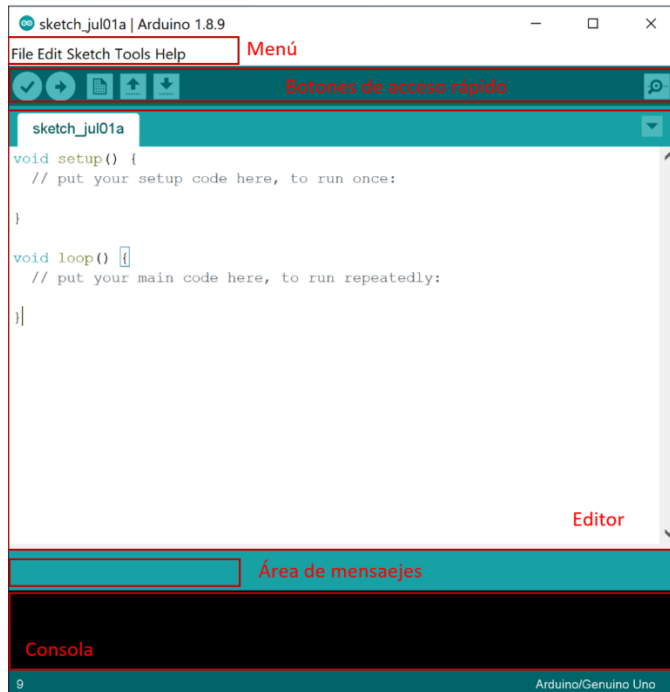 sketch_jul01a | Arduino 1.8.9
File Edit Sketch Tools Help Menú
Botones de acceso rápido
sketch_jul01a
void setup() {
// put your setup code here, to run once:
}
void loop() {
// put your main code here, to run repeatedly:
}
Editor
Área de mensaejes
Consola
9 Arduino/Genuino Uno